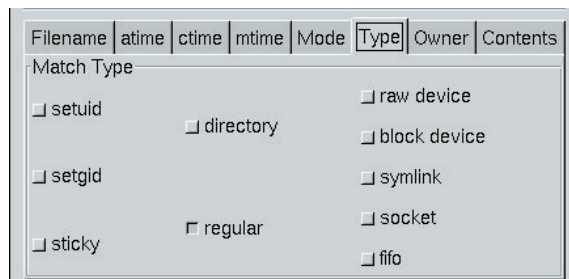 Filename atime ctime mtime Mode Type Owner Contents
Match Type
setuid
setgid
sticky
directory
regular
raw device
block device
symlink
socket
fifo